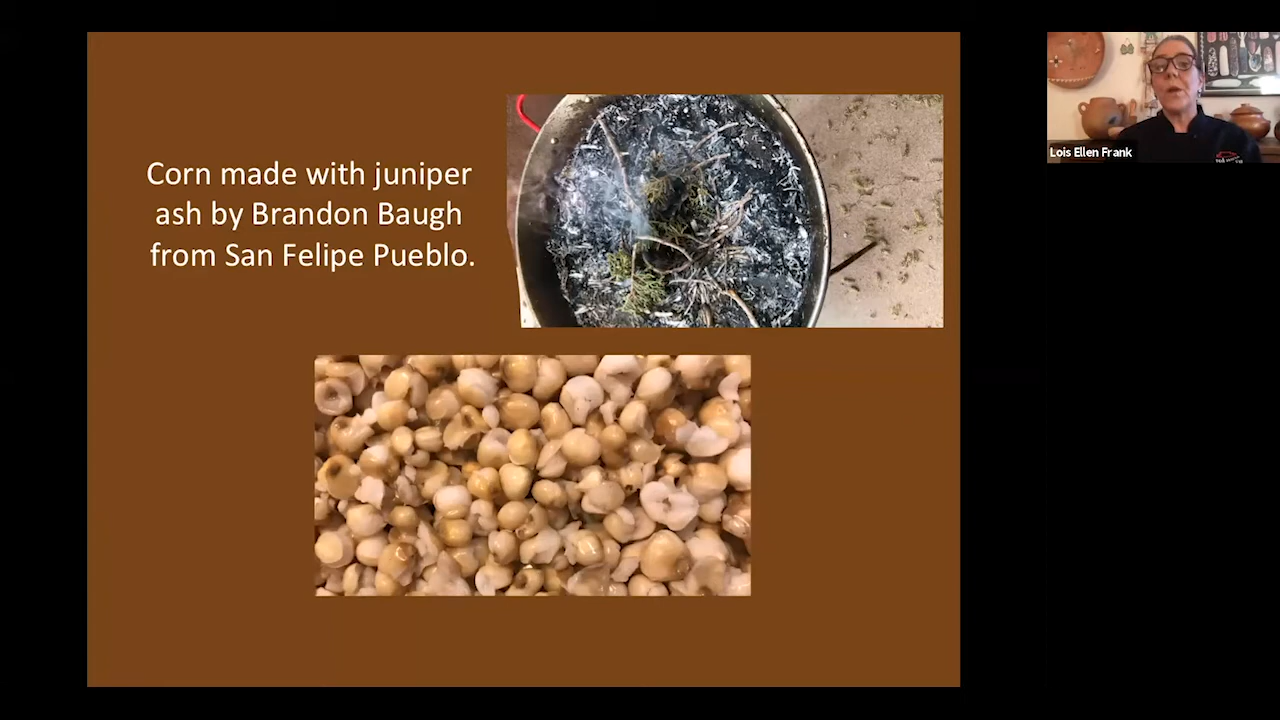 Corn made with juniper
ash by Brandon Baugh
from San Felipe Pueblo.
Lois Ellen Frank